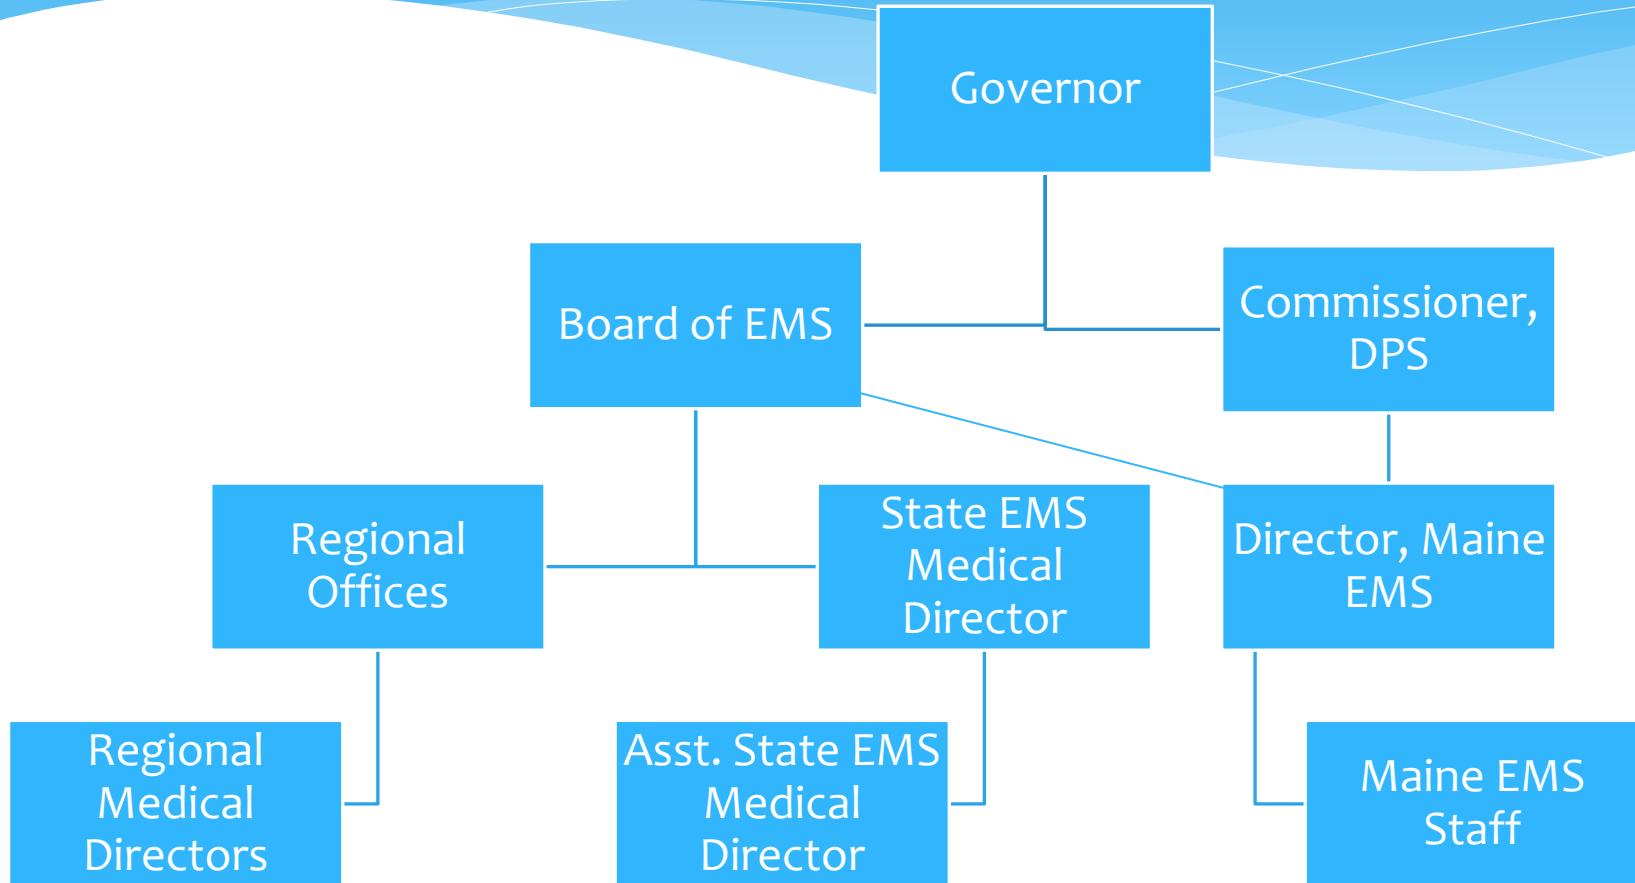 Governor
Board of EMS
Commissioner,
DPS
Regional
Offices
State EMS
Medical
Director
Director, Maine
EMS
Regional
Medical
Directors
Asst. State EMS
Medical
Director
Maine EMS
Staff